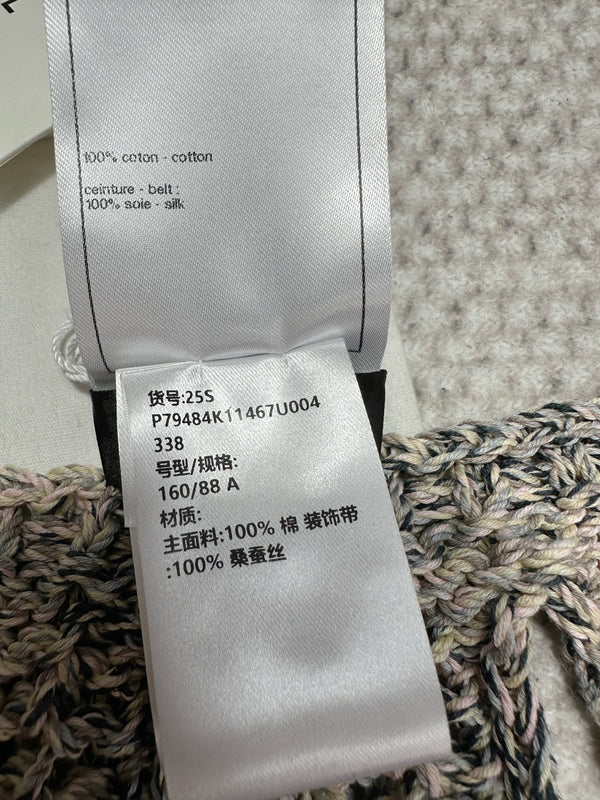 100% coton - cotton
ceinture - belt :
100% soie - silk
货号:25S
P79484K11467U004
338
号型/规格:
160/88 A
材质:
主面料:100% 棉 装饰带
:100% 桑蚕丝